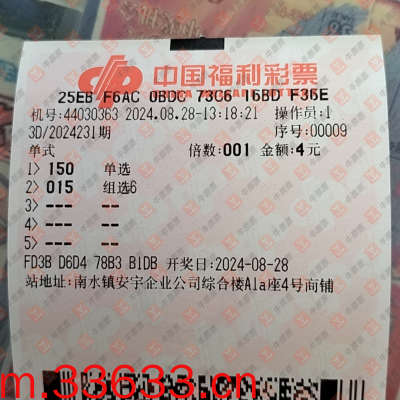 中国福利彩票
25EB F6AC 0BDC 73C6 16BD F36E
机号:44030363 2024.08.28-13:18:21 操作员:1
3D/2024231期 序号:00009
单式 倍数:001 金额:4元
1> 150 单选
2> 015 组选6
3> --- --
4> --- --
5> --- --
FD3B D6D4 78B3 B1DB 开奖日:2024-08-28
站地址:南水镇安宇企业公司综合楼A1a座4号商铺
m.33633.cn